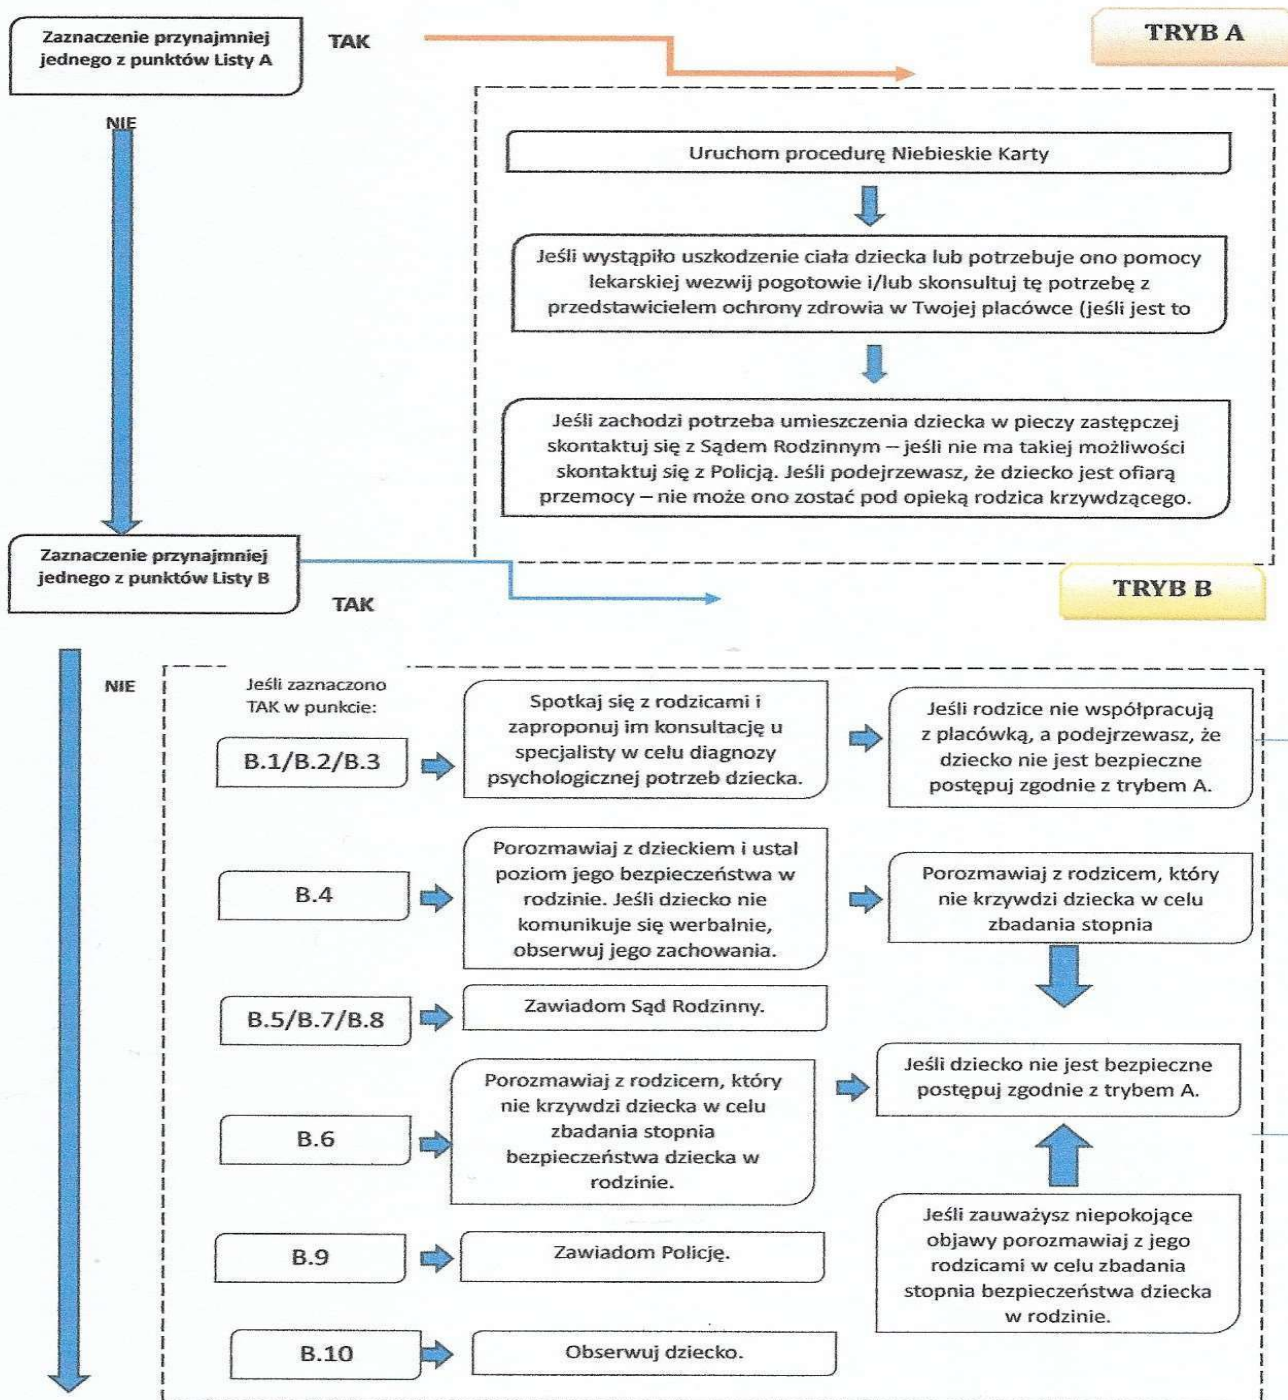 Zaznaczenie przynajmniej
jednego z punktów Listy A
TAK
TRYB A
NIE
Uruchom procedurę Niebieskie Karty
Jeśli wystąpiło uszkodzenie ciała dziecka lub potrzebuje ono pomocy
lekarskiej wezwij pogotowie i/lub skonsultuj tę potrzebę z
przedstawicielem ochrony zdrowia w Twojej placówce (jeśli jest to
Jeśli zachodzi potrzeba umieszczenia dziecka w pieczy zastępczej
skontaktuj się z Sądem Rodzinnym – jeśli nie ma takiej możliwości
skontaktuj się z Policją. Jeśli podejrzewasz, że dziecko jest ofiarą
przemocy – nie może ono zostać pod opieką rodzica krzywdzącego.
Zaznaczenie przynajmniej
jednego z punktów Listy B
TAK
TRYB B
NIE
Jeśli zaznaczono
TAK w punkcie:
B.1/B.2/B.3
Spotkaj się z rodzicami i
zaproponuj im konsultację u
specjalisty w celu diagnozy
psychologicznej potrzeb dziecka.
Jeśli rodzice nie współpracują
z placówką, a podejrzewasz, że
dziecko nie jest bezpieczne
postępuj zgodnie z trybem A.
B.4
Porozmawiaj z dzieckiem i ustal
poziom jego bezpieczeństwa w
rodzinie. Jeśli dziecko nie
komunikuje się werbalnie,
obserwuj jego zachowania.
Porozmawiaj z rodzicem, który
nie krzywdzi dziecka w celu
zbadania stopnia
B.5/B.7/B.8
Zawiadom Sąd Rodzinny.
Jeśli dziecko nie jest bezpieczne
postępuj zgodnie z trybem A.
B.6
Porozmawiaj z rodzicem, który
nie krzywdzi dziecka w celu
zbadania stopnia
bezpieczeństwa dziecka w
rodzinie.
B.9
Zawiadom Policję.
Jeśli zauważysz niepokojące
objawy porozmawiaj z jego
rodzicami w celu zbadania
stopnia bezpieczeństwa dziecka
w rodzinie.
B.10
Obserwuj dziecko.